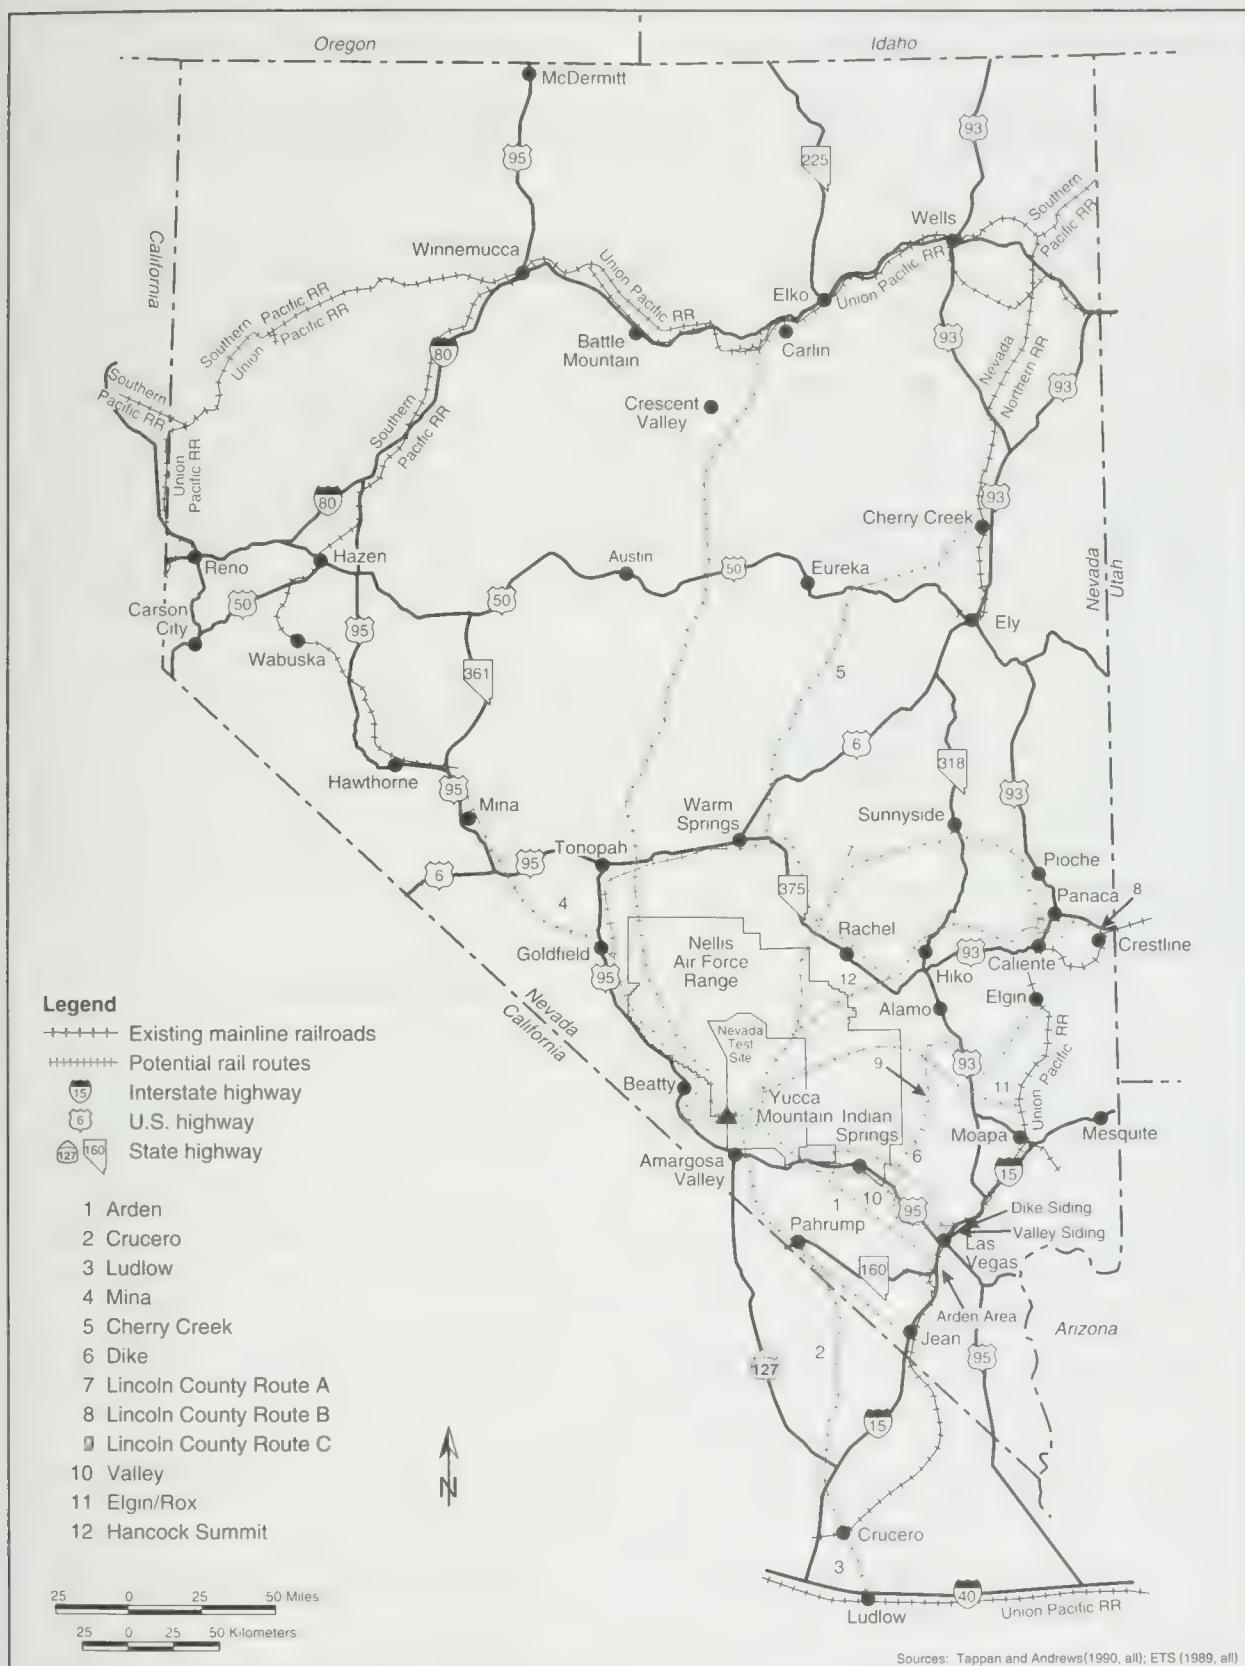 Oregon
Idaho
McDermitt
95
225
93
Southern
Pacific RR
Wells
California
Winnemucca
Union Pacific RR
Elko
Union Pacific RR
Southern Pacific RR
Union Pacific RR
80
Battle
Mountain
Carlin
93
Nevada
Northern RR
93
Southern
Pacific RR
Crescent
Valley
Southern
Pacific RR
Union
Pacific RR
80
93
Cherry Creek
Nevada
Utah
Reno
Hazen
Austin
50
Eureka
Carson
City
50
95
50
Ely
Wabuska
361
5
6
318
Hawthorne
95
Mina
Warm
Springs
Sunnyside
93
7
Tonopah
Pioche
6
95
375
Panaca
8
4
Rachel
Goldfield
Nellis
Air Force
Range
93
Crestline
95
12
Hiko
Caliente
Alamo
Elgin
Nevada
California
Nevada
Test
Site
93
Union Pacific RR
9
11
Beatty
Yucca
Mountain
Indian
Springs
Moapa
Mesquite
Amargosa
Valley
6
15
1
10
95
Dike Siding
Valley Siding
Pahrump
Las
Vegas
160
Arden Area
Arizona
Jean
2
127
95
15
Crucero
3
40
Ludlow
Union Pacific RR
Legend
Existing mainline railroads
Potential rail routes
15 Interstate highway
6 U.S. highway
127 160 State highway
1 Arden
2 Crucero
3 Ludlow
4 Mina
5 Cherry Creek
6 Dike
7 Lincoln County Route A
8 Lincoln County Route B
9 Lincoln County Route C
10 Valley
11 Elgin/Rox
12 Hancock Summit
N
25 0 25 50 Miles
25 0 25 50 Kilometers
Sources: Tappan and Andrews(1990, all); ETS (1989, all)